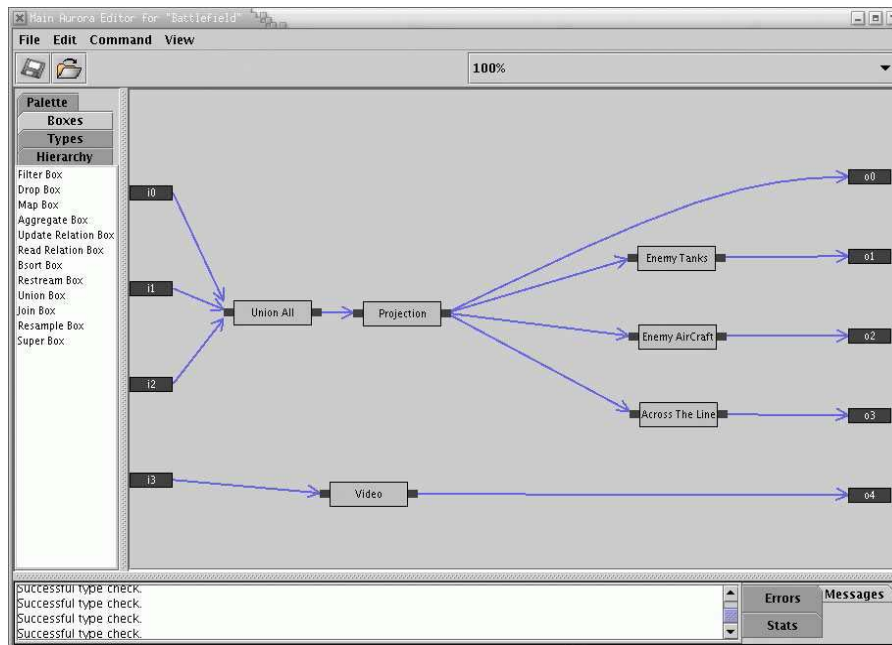 Main Aurora Editor For "Battlefield"
File Edit Command View
100%
Palette
Boxes
Types
Hierarchy
Filter Box
Drop Box
Map Box
Aggregate Box
Update Relation Box
Read Relation Box
Bsort Box
Restream Box
Union Box
Join Box
Resample Box
Super Box
i0
i1
i2
i3
Union All
Projection
Video
Enemy Tanks
Enemy AirCraft
Across The Line
o0
o1
o2
o3
o4
Successful type check.
Successful type check.
Successful type check.
Successful type check.
Errors
Messages
Stats